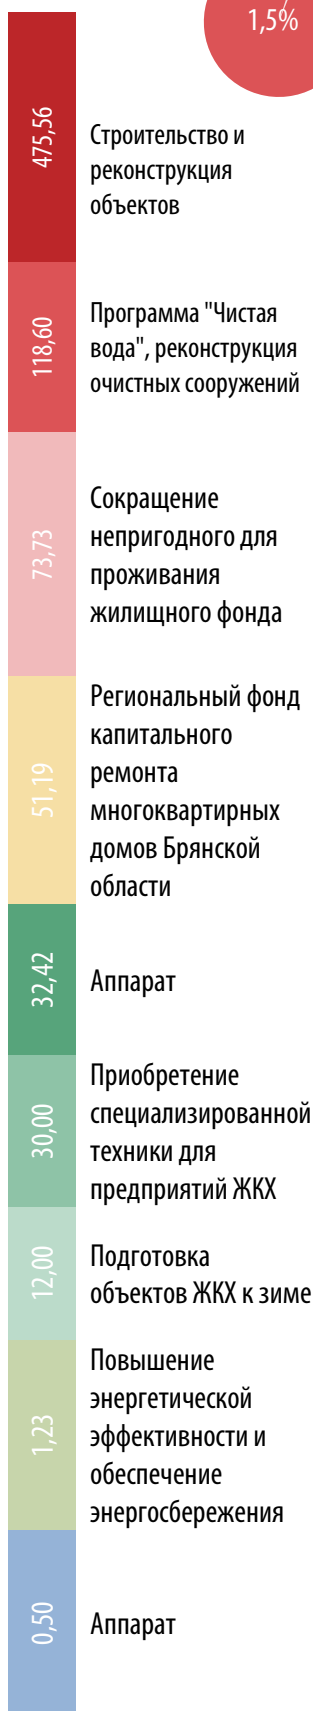 1,5%
475,56
Строительство и
реконструкция
объектов
118,60
Программа "Чистая
вода", реконструкция
очистных сооружений
73,73
Сокращение
непригодного для
проживания
жилищного фонда
51,19
Региональный фонд
капитального
ремонта
многоквартирных
домов Брянской
области
32,42
Аппарат
30,00
Приобретение
специализированной
техники для
предприятий ЖКХ
12,00
Подготовка
объектов ЖКХ к зиме
1,23
Повышение
энергетической
эффективности и
обеспечение
энергосбережения
0,50
Аппарат